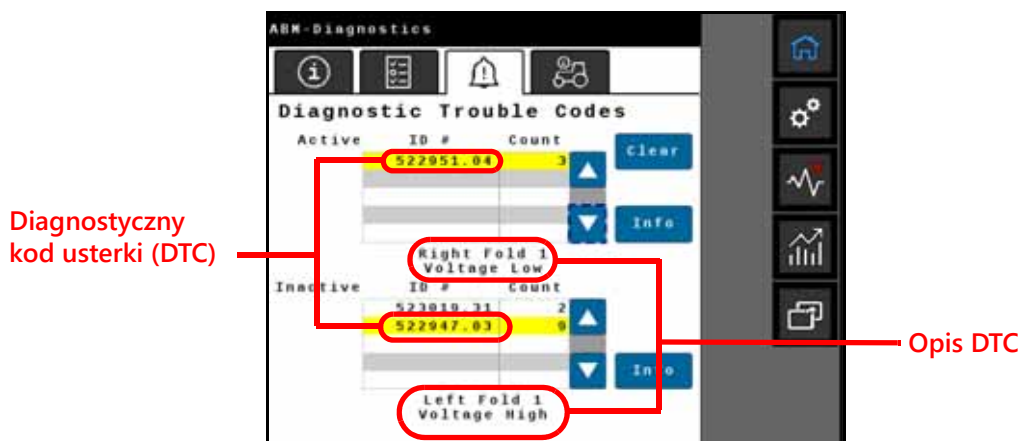 ABM-Diagnostics
Diagnostic Trouble Codes
Active ID # Count
Clear
522951.04 3
Info
Right Fold 1
Voltage Low
Inactive ID # Count
523019.31 2
522947.03 9
Info
Left Fold 1
Voltage High
Diagnostyczny
kod usterki (DTC)
Opis DTC